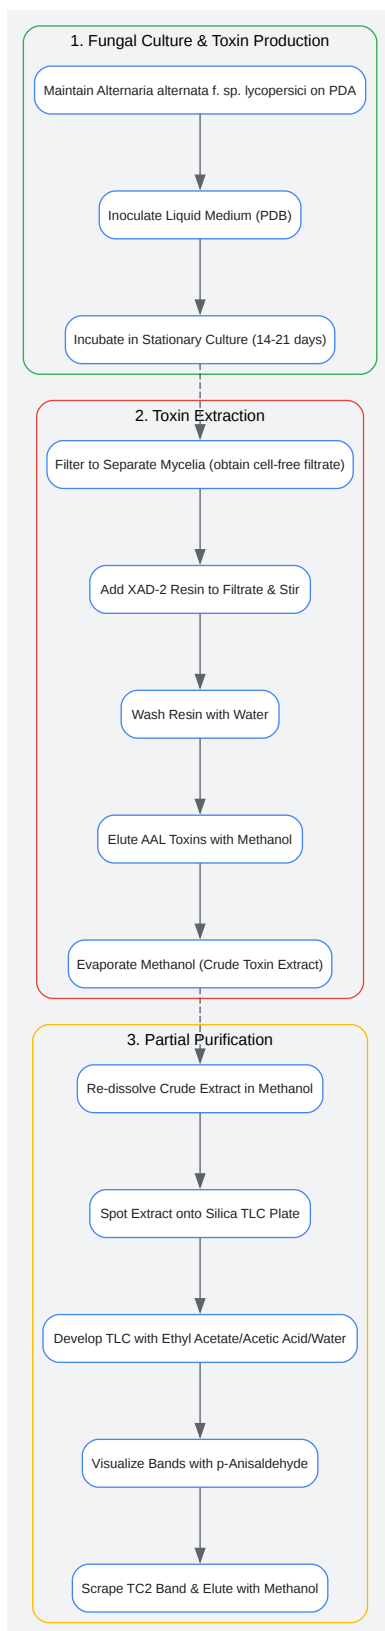 1. Fungal Culture & Toxin Production
Maintain Alternaria alternata f. sp. lycopersici on PDA
Inoculate Liquid Medium (PDB)
Incubate in Stationary Culture (14-21 days)
2. Toxin Extraction
Filter to Separate Mycelia (obtain cell-free filtrate)
Add XAD-2 Resin to Filtrate & Stir
Wash Resin with Water
Elute AAL Toxins with Methanol
Evaporate Methanol (Crude Toxin Extract)
3. Partial Purification
Re-dissolve Crude Extract in Methanol
Spot Extract onto Silica TLC Plate
Develop TLC with Ethyl Acetate/Acetic Acid/Water
Visualize Bands with p-Anisaldehyde
Scrape TC2 Band & Elute with Methanol